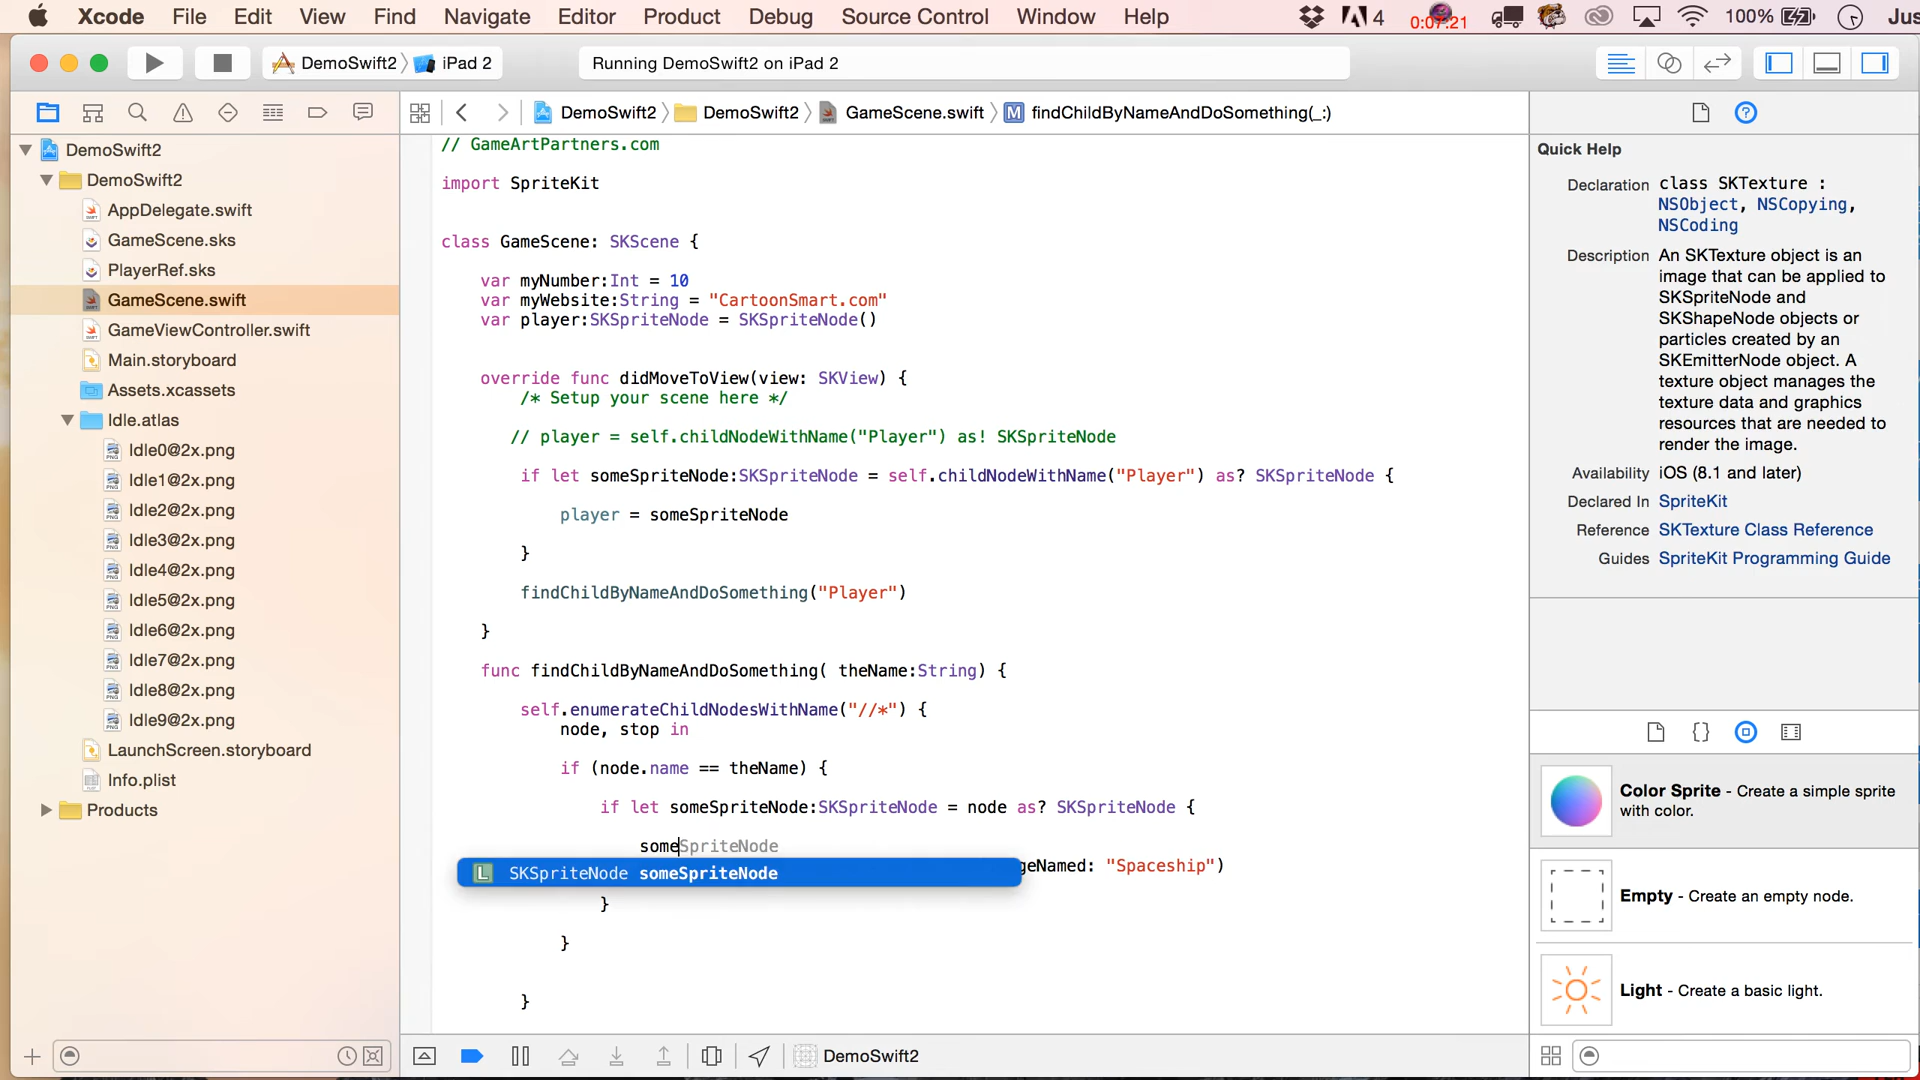 Xcode File Edit View Find Navigate Editor Product Debug Source Control Window Help 4 0:07:21 100% Jus
DemoSwift2 iPad 2 Running DemoSwift2 on iPad 2
DemoSwift2 DemoSwift2 GameScene.swift M findChildByNameAndDoSomething(_:)
DemoSwift2
DemoSwift2
AppDelegate.swift
GameScene.sks
PlayerRef.sks
GameScene.swift
GameViewController.swift
Main.storyboard
Assets.xcassets
Idle.atlas
Idle0@2x.png
Idle1@2x.png
Idle2@2x.png
Idle3@2x.png
Idle4@2x.png
Idle5@2x.png
Idle6@2x.png
Idle7@2x.png
Idle8@2x.png
Idle9@2x.png
LaunchScreen.storyboard
Info.plist
Products
// GameArtPartners.com
import SpriteKit
class GameScene: SKScene {
var myNumber:Int = 10
var myWebsite:String = "CartoonSmart.com"
var player:SKSpriteNode = SKSpriteNode()
override func didMoveToView(view: SKView) {
/* Setup your scene here */
// player = self.childNodeWithName("Player") as! SKSpriteNode
if let someSpriteNode:SKSpriteNode = self.childNodeWithName("Player") as? SKSpriteNode {
player = someSpriteNode
}
findChildByNameAndDoSomething("Player")
}
func findChildByNameAndDoSomething( theName:String) {
self.enumerateChildNodesWithName("//*") {
node, stop in
if (node.name == theName) {
if let someSpriteNode:SKSpriteNode = node as? SKSpriteNode {
someSpriteNode
geNamed: "Spaceship")
L SKSpriteNode someSpriteNode
}
}
}
DemoSwift2
Quick Help
Declaration class SKTexture :
NSObject, NSCopying,
NSCoding
Description An SKTexture object is an
image that can be applied to
SKSpriteNode and
SKShapeNode objects or
particles created by an
SKEmitterNode object. A
texture object manages the
texture data and graphics
resources that are needed to
render the image.
Availability iOS (8.1 and later)
Declared In SpriteKit
Reference SKTexture Class Reference
Guides SpriteKit Programming Guide
Color Sprite - Create a simple sprite
with color.
Empty - Create an empty node.
Light - Create a basic light.